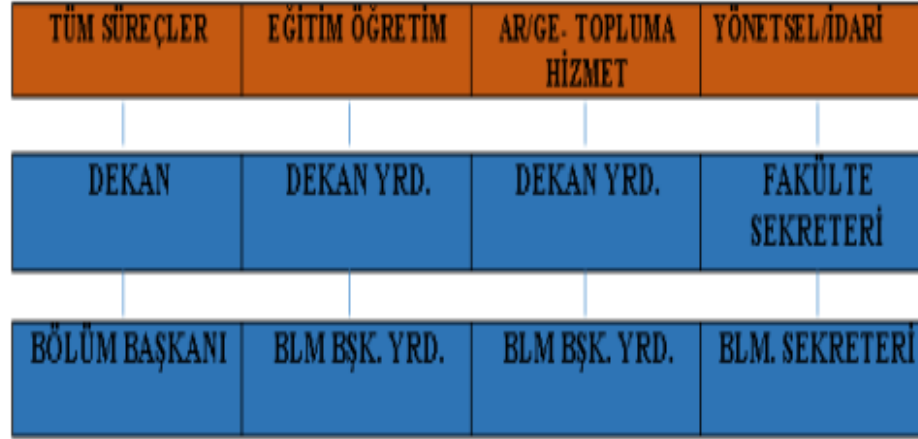 TÜM SÜREÇLER
EĞİTİM ÖĞRETİM
AR/GE- TOPLUMA
HİZMET
YÖNETSEL/İDARİ
DEKAN
DEKAN YRD.
DEKAN YRD.
FAKÜLTE
SEKRETERİ
BÖLÜM BAŞKANI
BLM BŞK. YRD.
BLM BŞK. YRD.
BLM. SEKRETERİ